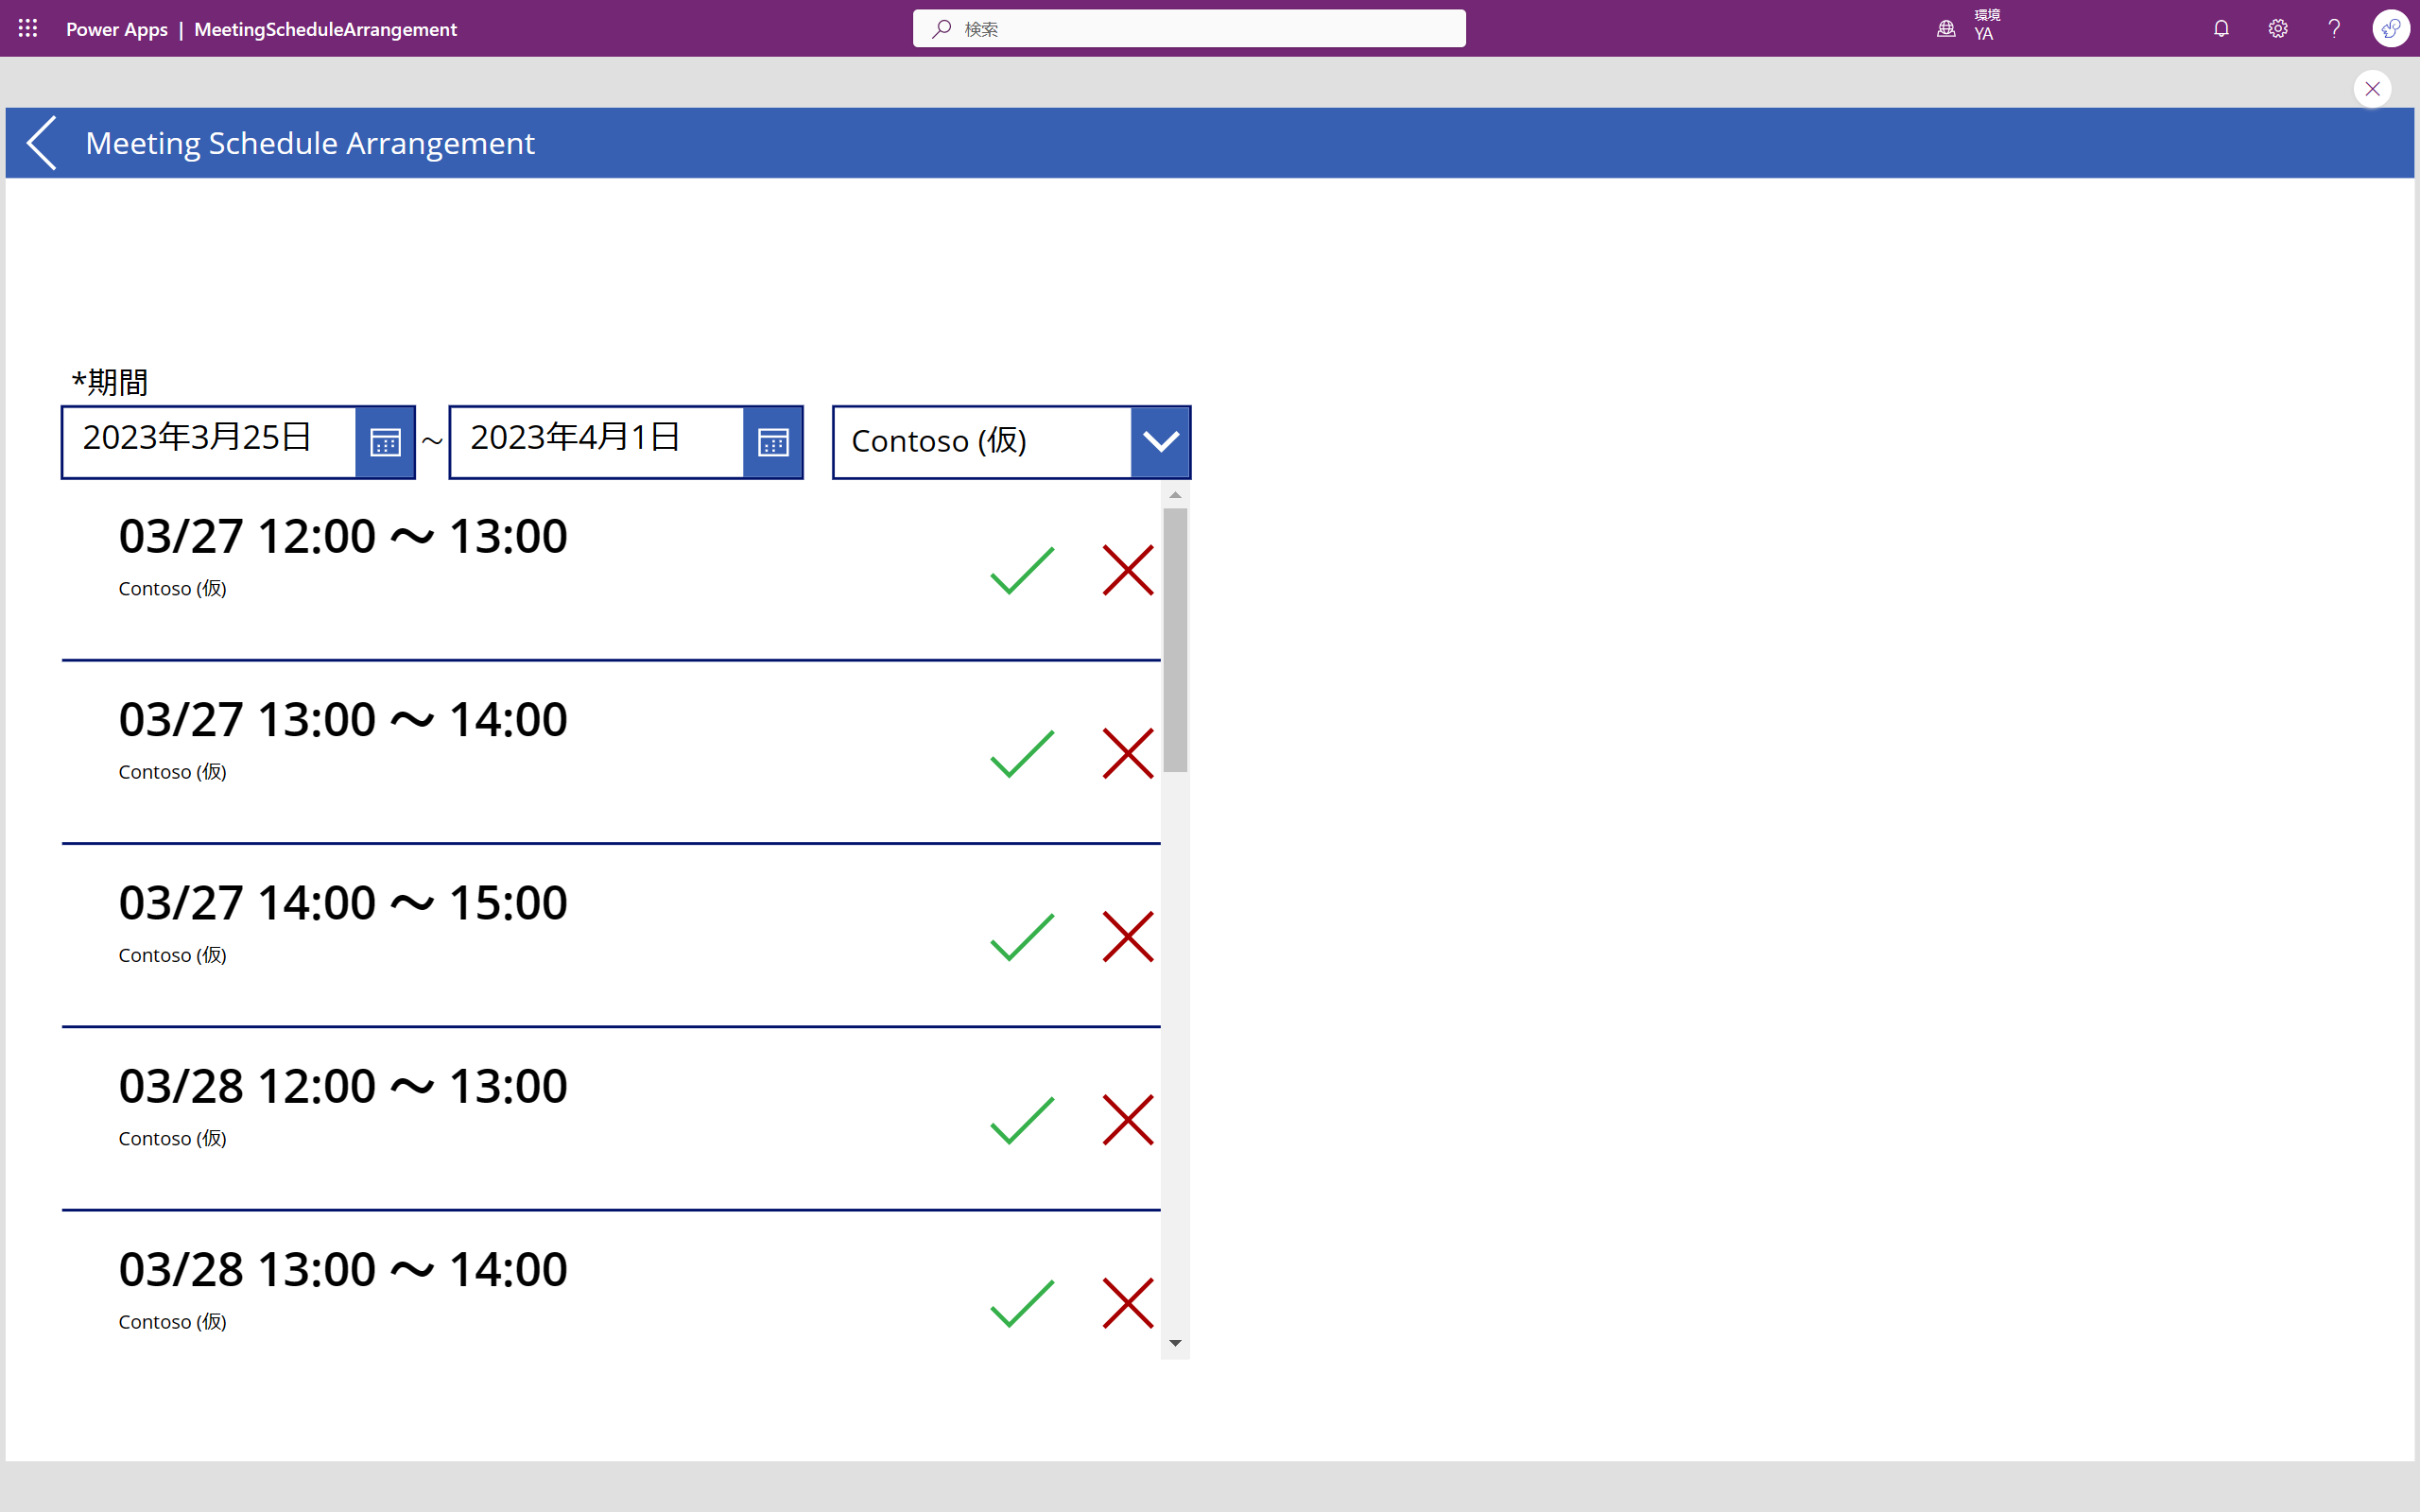 Power Apps | MeetingScheduleArrangement
検索
環境
YA
Meeting Schedule Arrangement
*期間
2023年3月25日 ～ 2023年4月1日 Contoso (仮)
03/27 12:00 〜 13:00
Contoso (仮)
03/27 13:00 〜 14:00
Contoso (仮)
03/27 14:00 〜 15:00
Contoso (仮)
03/28 12:00 〜 13:00
Contoso (仮)
03/28 13:00 〜 14:00
Contoso (仮)